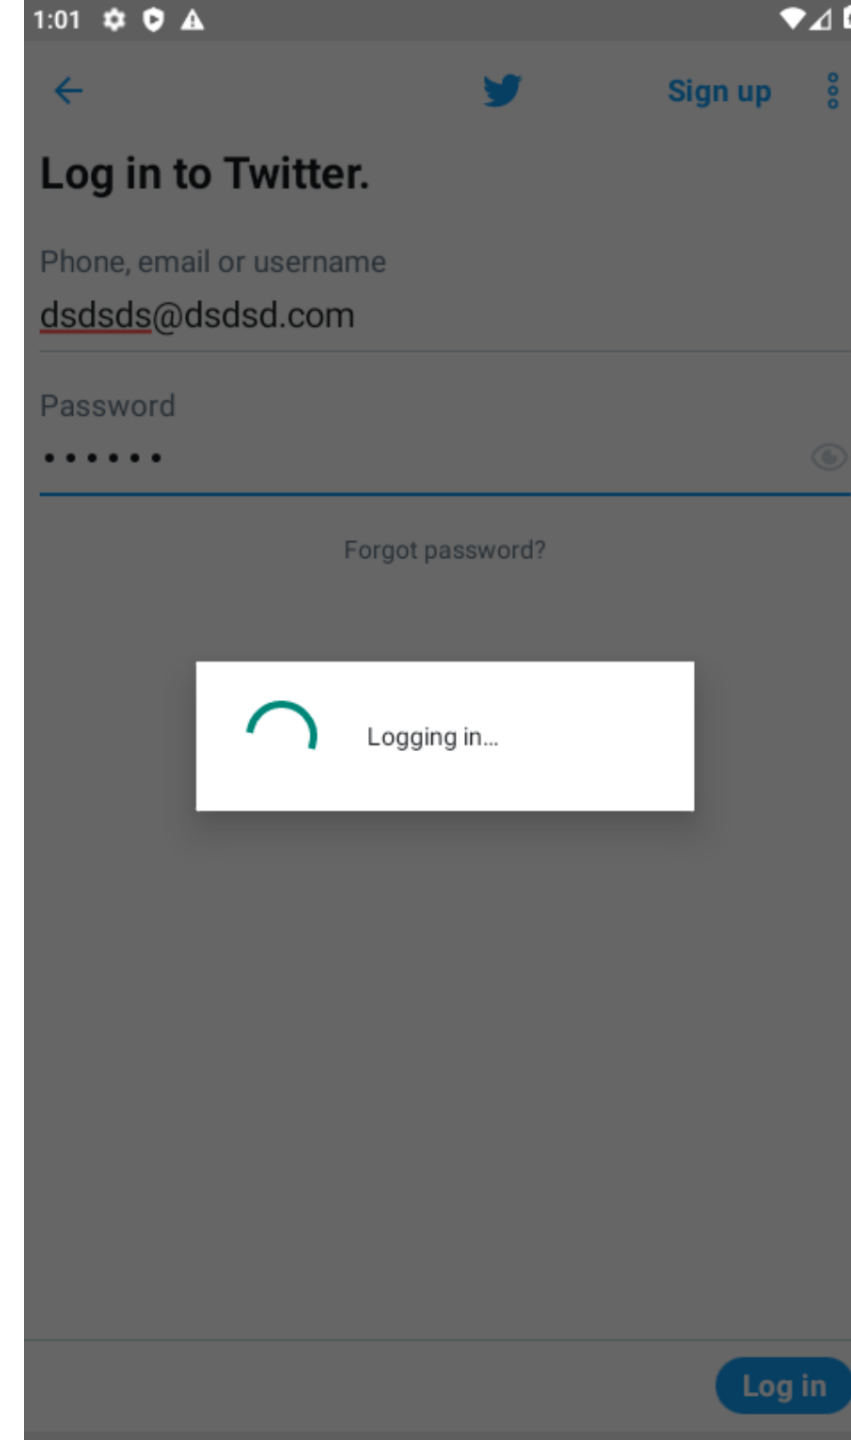 1:01
Sign up
Log in to Twitter.
Phone, email or username
dsdsds@dsdsd.com
Password
••••••
Forgot password?
Logging in...
Log in